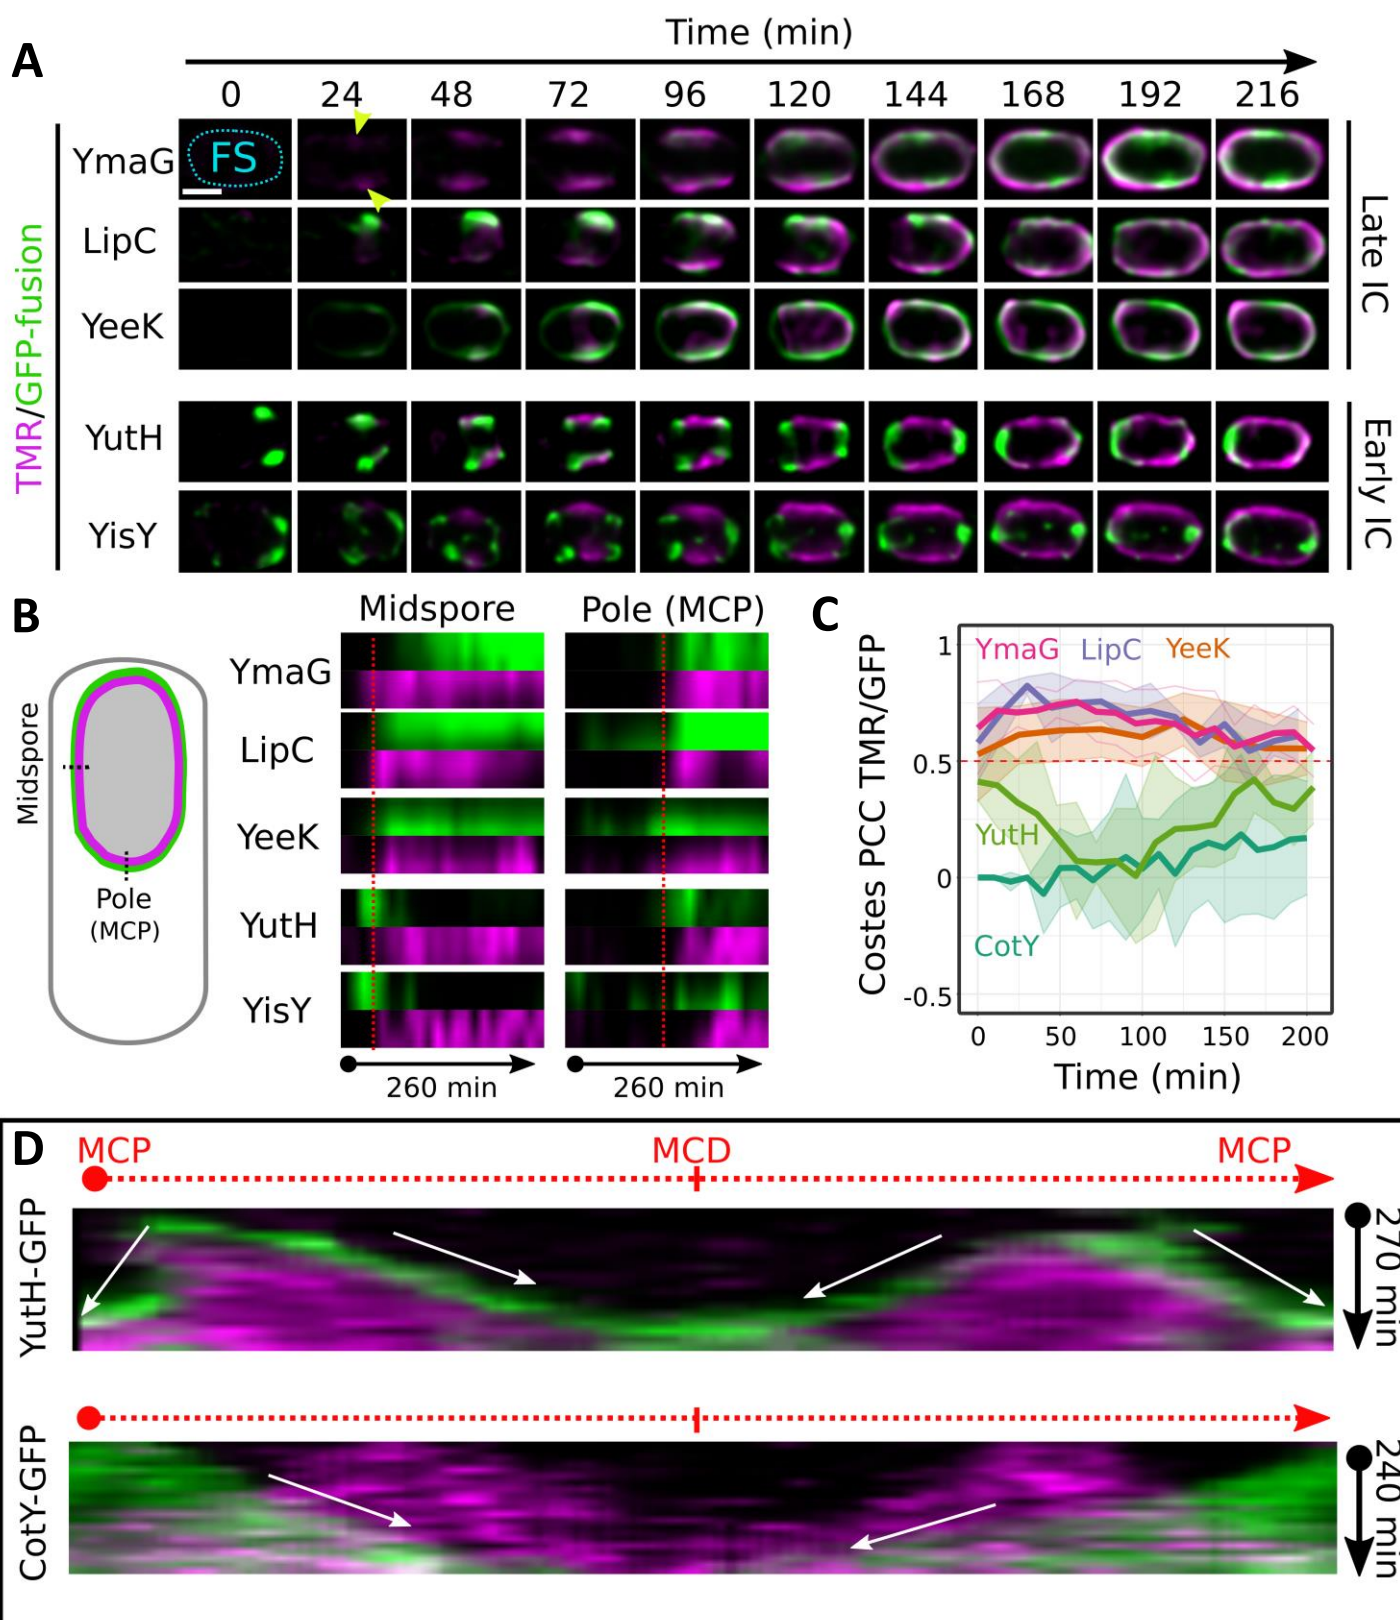 A
Time (min)
0 24 48 72 96 120 144 168 192 216
TMR/GFP-fusion
YmaG
FS
LipC
YeeK
Late IC
YutH
YisY
Early IC
B
Midspore
Pole
(MCP)
Midspore Pole (MCP)
YmaG
LipC
YeeK
YutH
YisY
260 min 260 min
C
Costes PCC TMR/GFP
1
0.5
0
-0.5
YmaG LipC YeeK
YutH
CotY
0 50 100 150 200
Time (min)
D
MCP MCD MCP
YutH-GFP
270 min
CotY-GFP
240 min